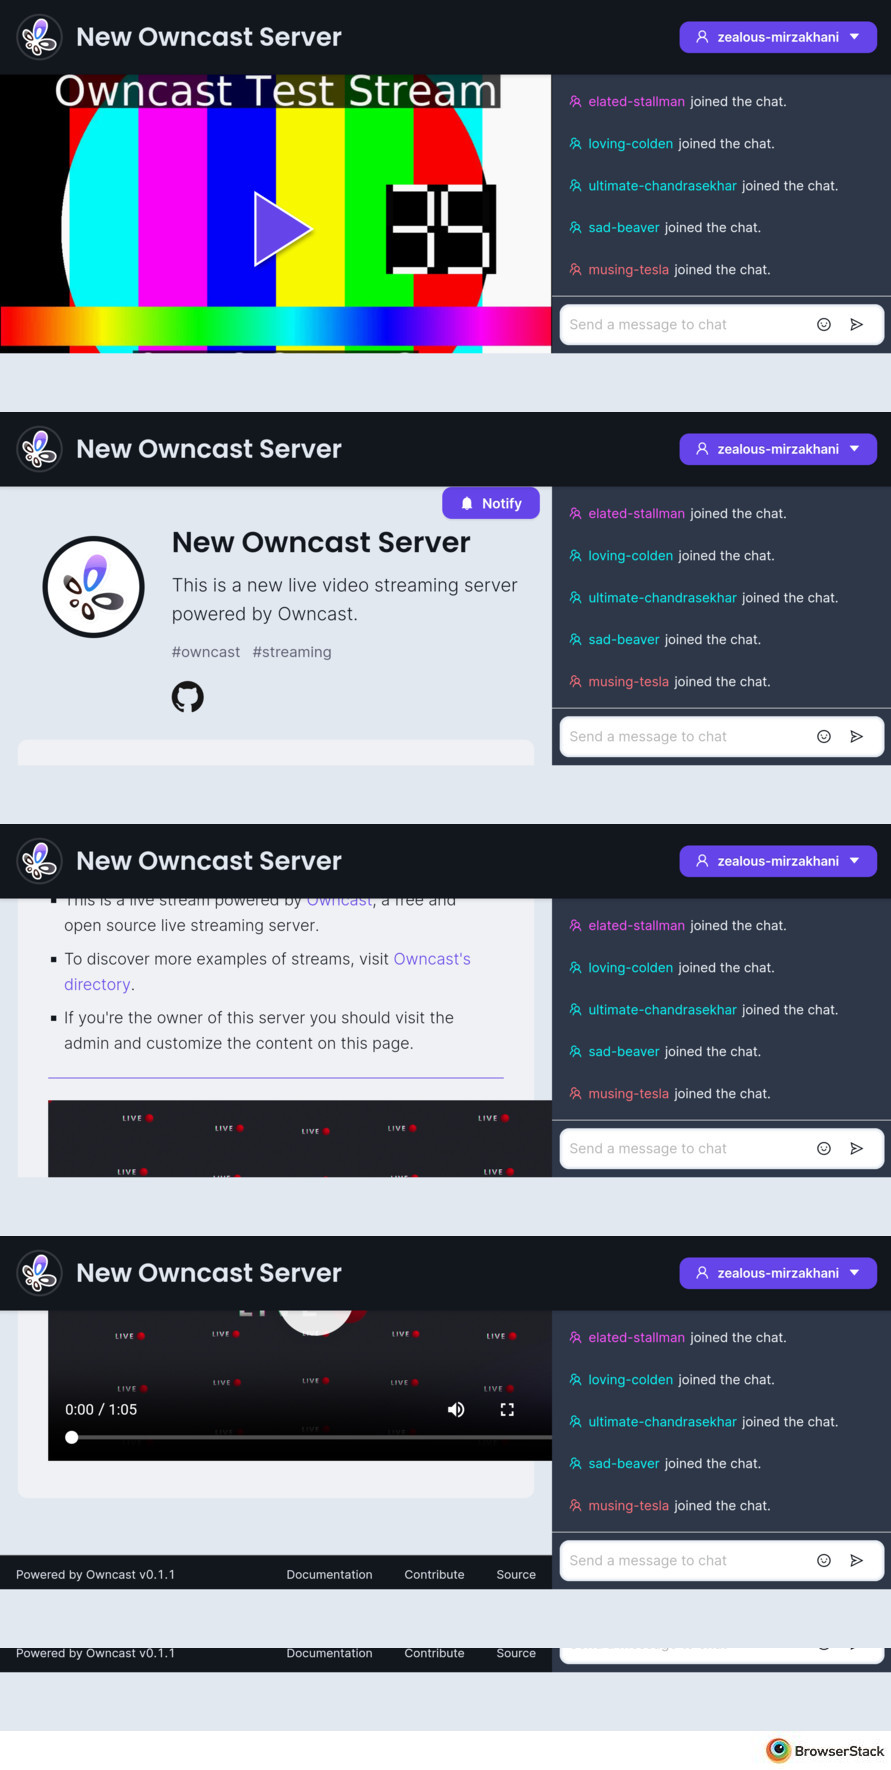 New Owncast Server
zealous-mirzakhani
Owncast Test Stream
35
elated-stallman joined the chat.
loving-colden joined the chat.
ultimate-chandrasekhar joined the chat.
sad-beaver joined the chat.
musing-tesla joined the chat.
Send a message to chat
New Owncast Server
zealous-mirzakhani
Notify
New Owncast Server
This is a new live video streaming server
powered by Owncast.
#owncast #streaming
elated-stallman joined the chat.
loving-colden joined the chat.
ultimate-chandrasekhar joined the chat.
sad-beaver joined the chat.
musing-tesla joined the chat.
Send a message to chat
New Owncast Server
zealous-mirzakhani
This is a live stream powered by Owncast, a free and
open source live streaming server.
To discover more examples of streams, visit Owncast's
directory.
If you're the owner of this server you should visit the
admin and customize the content on this page.
LIVE LIVE LIVE LIVE LIVE
LIVE LIVE
elated-stallman joined the chat.
loving-colden joined the chat.
ultimate-chandrasekhar joined the chat.
sad-beaver joined the chat.
musing-tesla joined the chat.
Send a message to chat
New Owncast Server
zealous-mirzakhani
LIVE LIVE LIVE LIVE
LIVE LIVE LIVE LIVE LIVE
0:00 / 1:05
elated-stallman joined the chat.
loving-colden joined the chat.
ultimate-chandrasekhar joined the chat.
sad-beaver joined the chat.
musing-tesla joined the chat.
Send a message to chat
Powered by Owncast v0.1.1
Documentation Contribute Source
Powered by Owncast v0.1.1
Documentation Contribute Source
BrowserStack